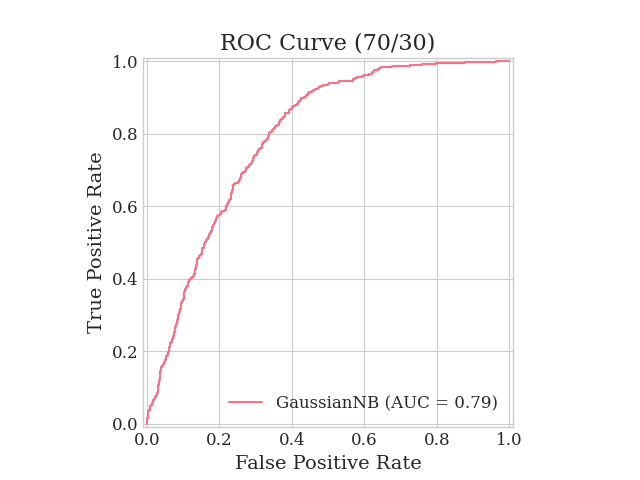 ROC Curve (70/30)
1.0
0.8
0.6
0.4
0.2
0.0
True Positive Rate
GaussianNB (AUC = 0.79)
0.0 0.2 0.4 0.6 0.8 1.0
False Positive Rate